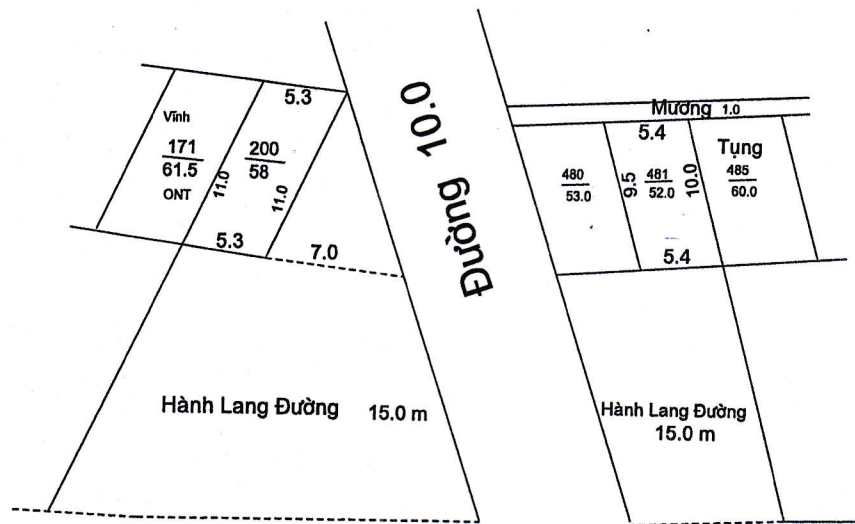 5.3
Vĩnh
171
61.5
ONT
11.0
200
58
11.0
5.3
7.0
Đường 10.0
Mương 1.0
5.4
480
53.0
9.5
481
52.0
10.0
Tụng
485
60.0
5.4
Hành Lang Đường 15.0 m
Hành Lang Đường
15.0 m